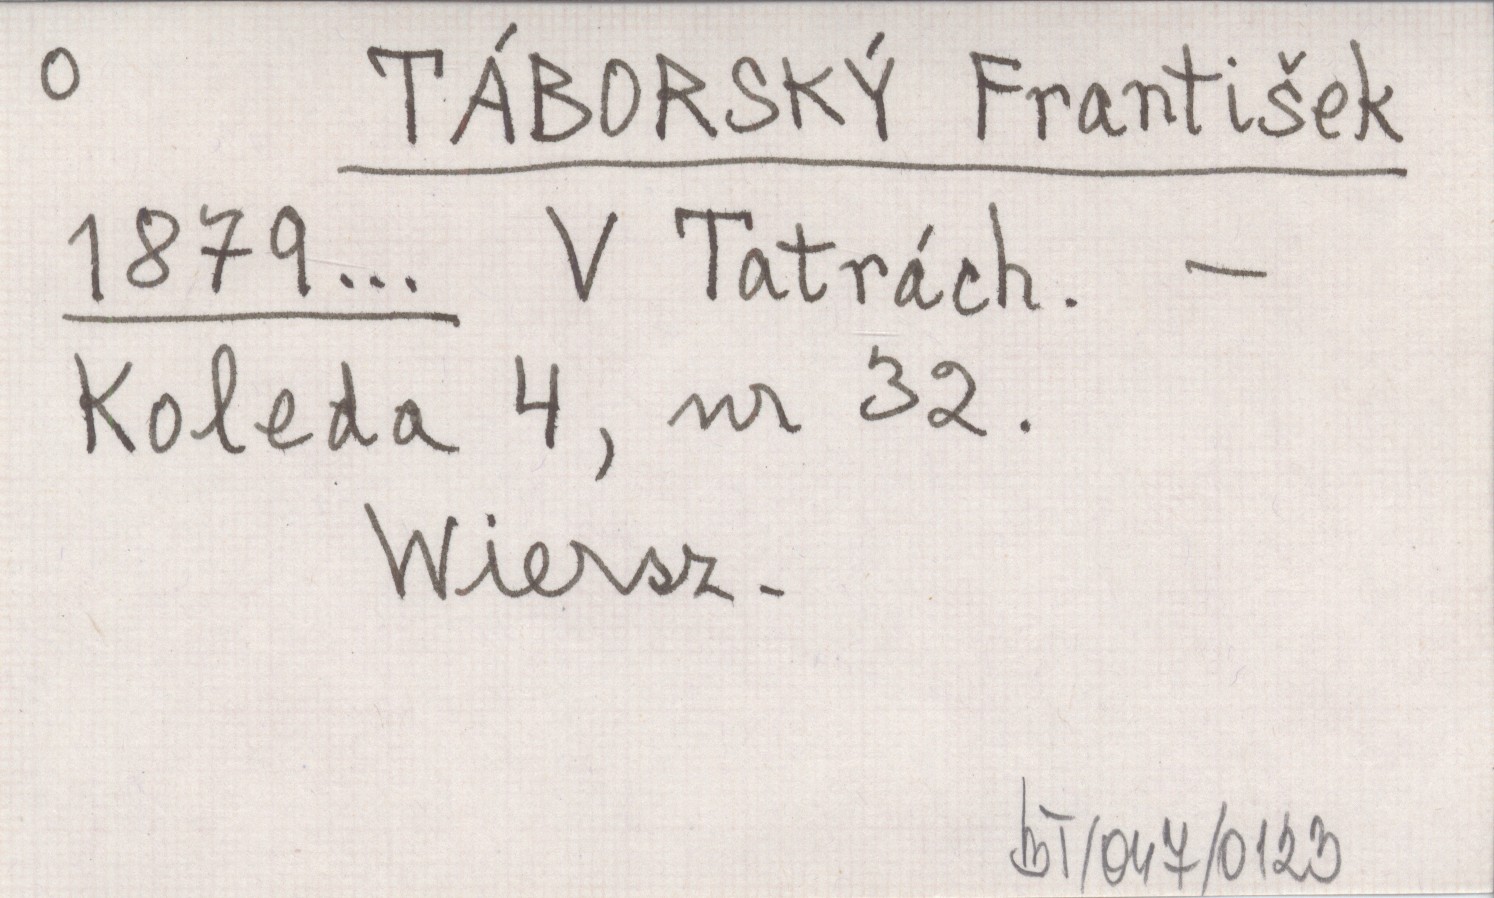 O TÁBORSKÝ František
1879... V Tatrách. —
Koleda 4, nr 32.
Wiersz.
bT/047/0123